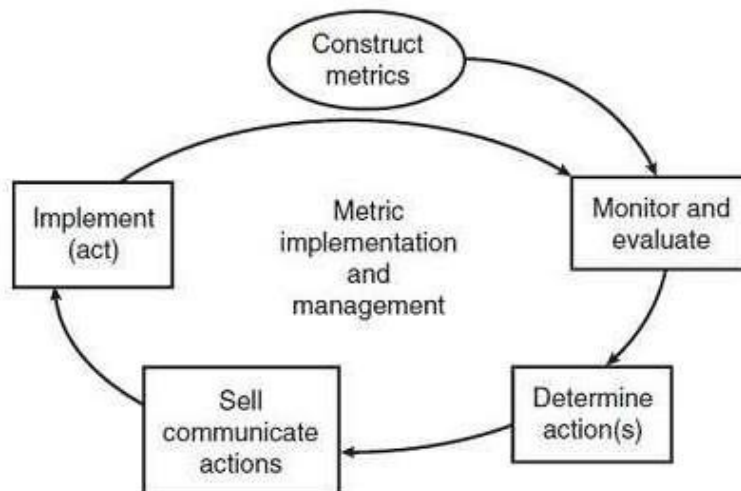 Construct
metrics
Implement
(act)
Metric
implementation
and
management
Monitor and
evaluate
Sell
communicate
actions
Determine
action(s)